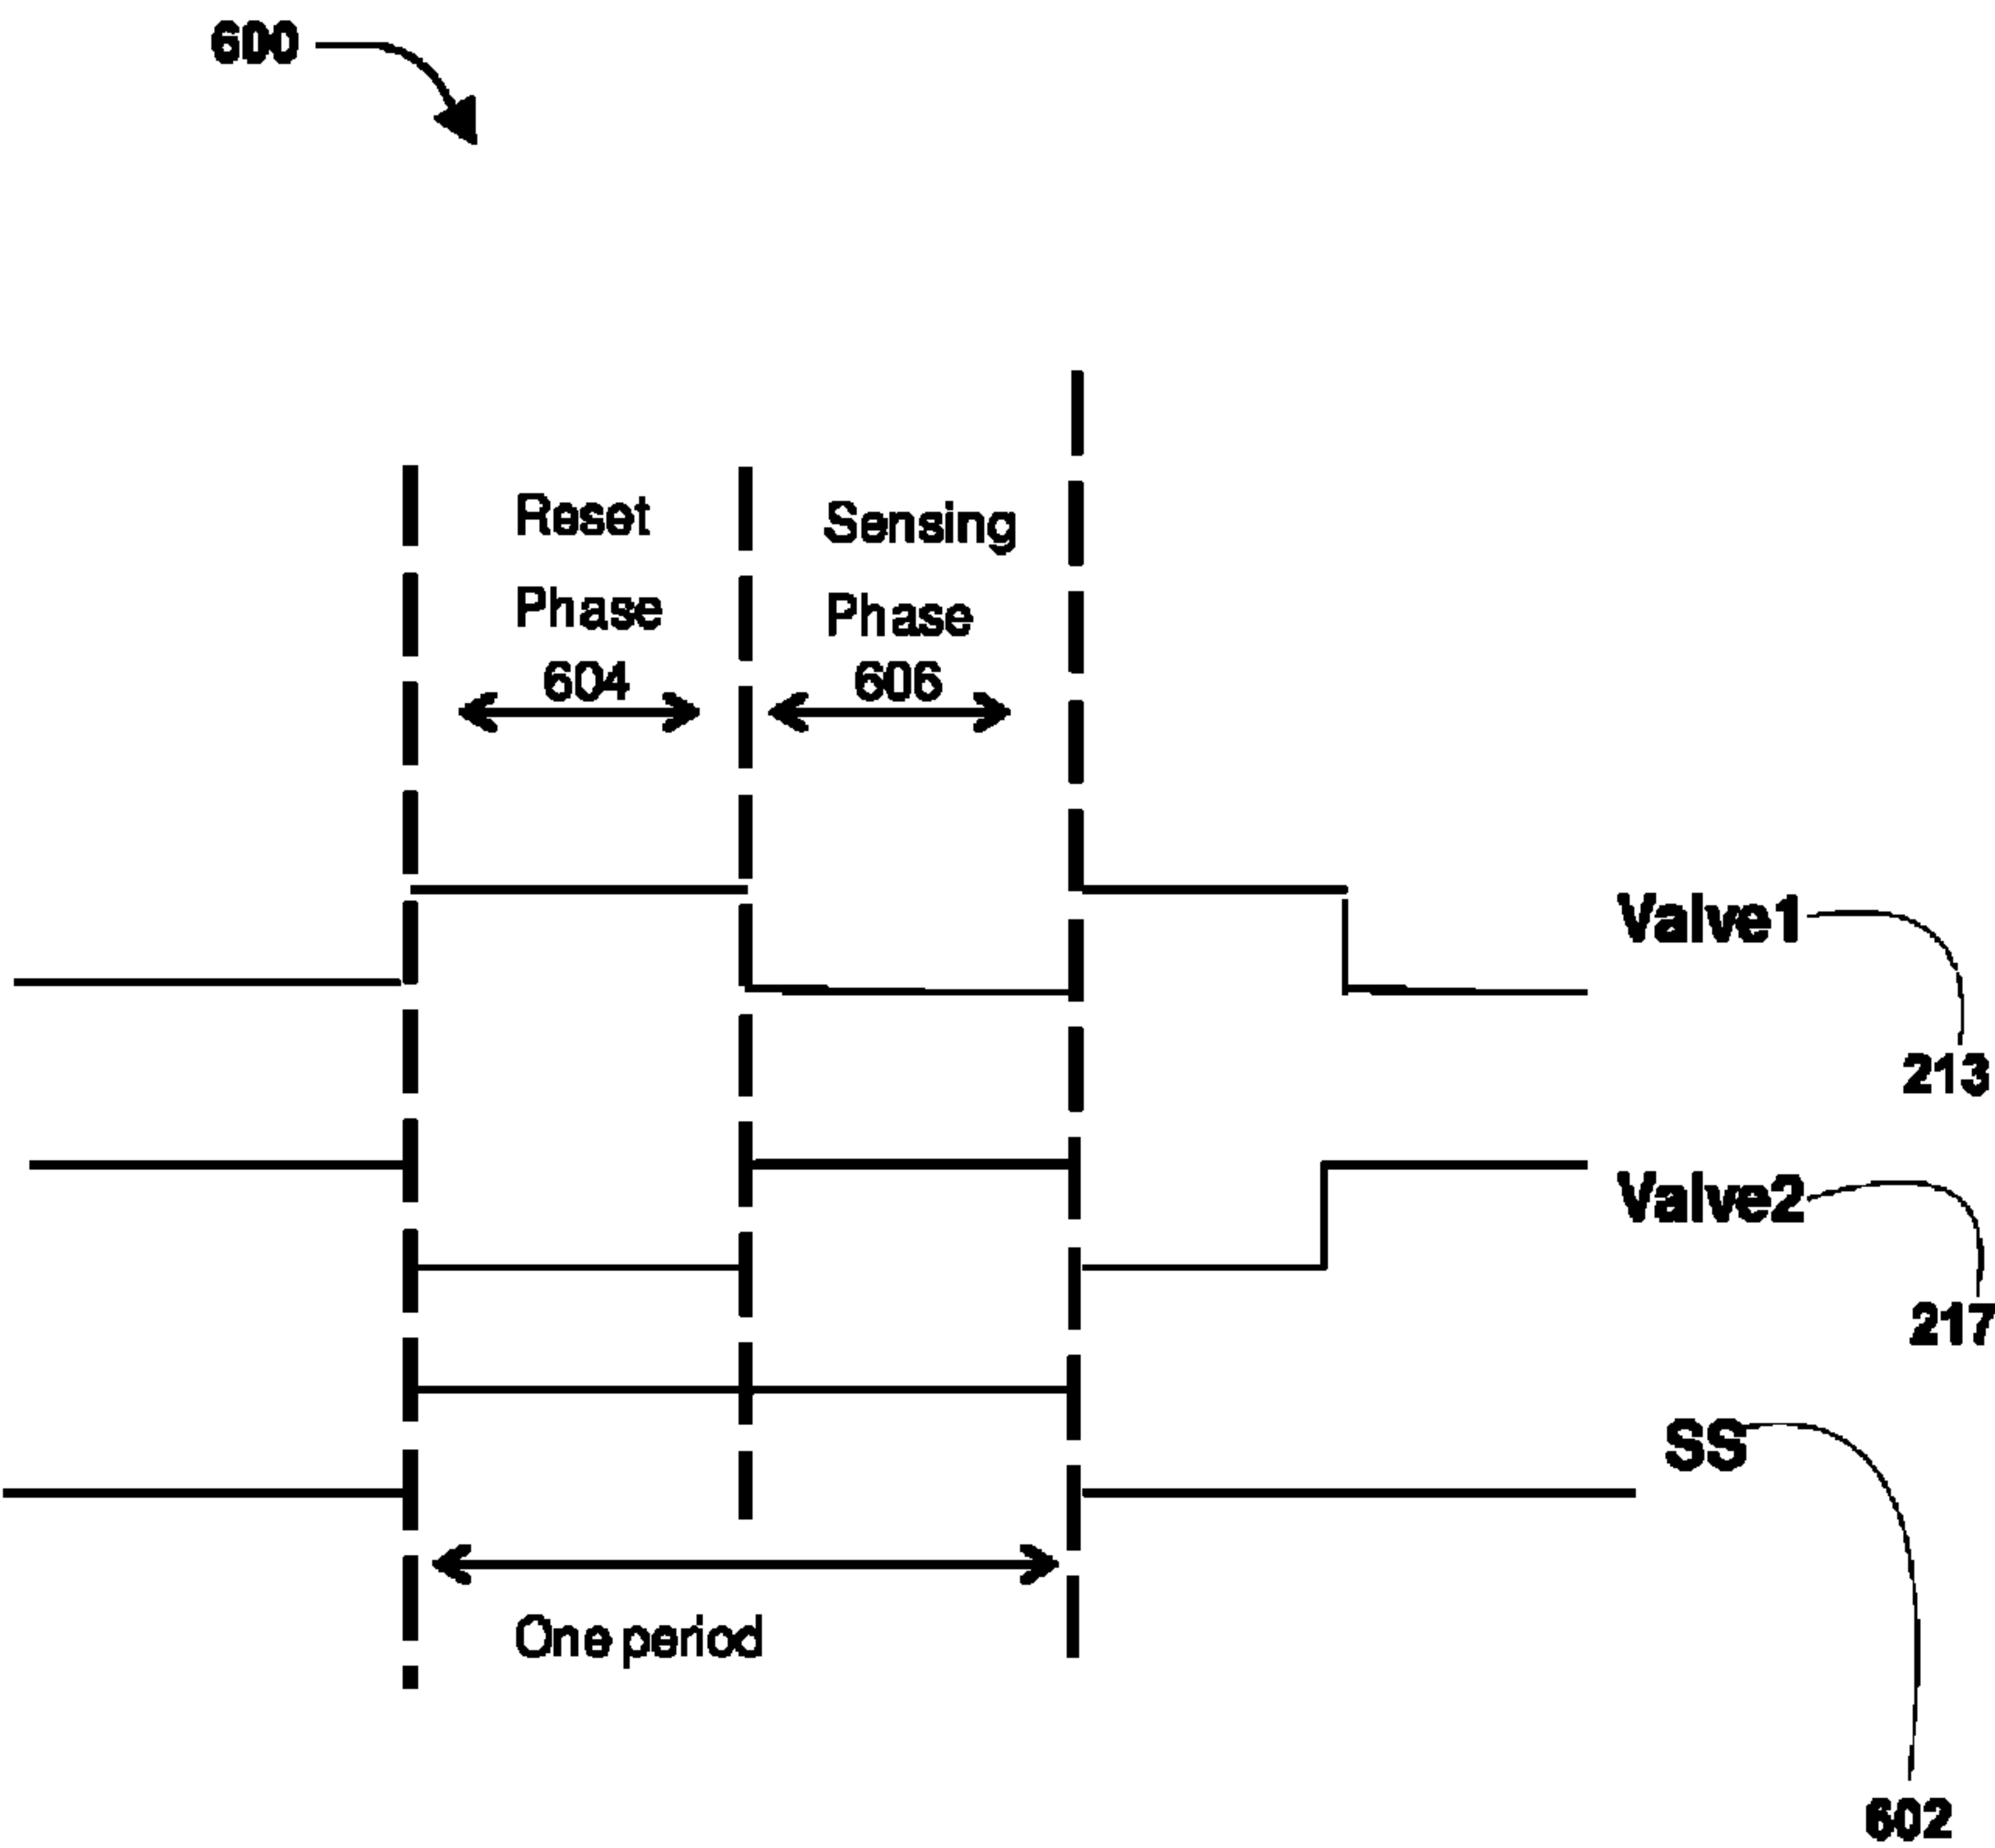 600
Reset
Phase
604
Sensing
Phase
606
Valve1
213
Valve2
217
SS
602
One period